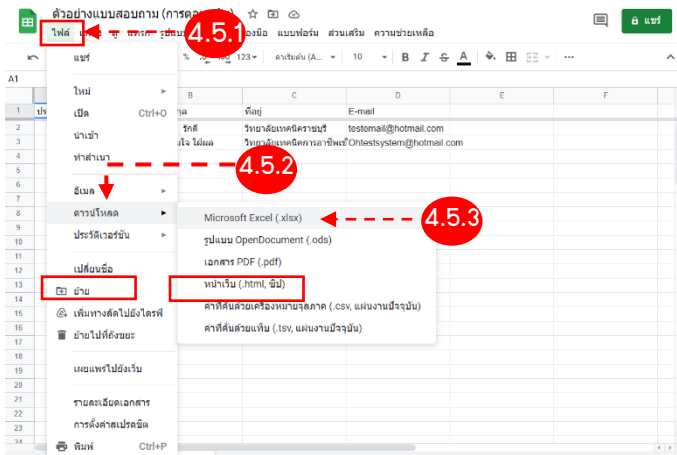 ตัวอย่างแบบสอบถาม (การตอบกลับ)
ไฟล์ แบบฟอร์ม ส่วนเสริม ความช่วยเหลือ
แชร์
% .0 .00 123 ค่าเริ่มต้น (A... 10 B I S A
A1
B C D E F
1 ที่อยู่ E-mail
2 รักดี วิทยาลัยเทคนิคราชบุรี testemail@hotmail.com
3 ใฝ่ผล Ohtestsystem@hotmail.com
4
5
6
7
8
9
10
11
12
13
14
15
16
17
18
19
20
21
22
23
24
แชร์
ใหม่
เปิด Ctrl+O
นำเข้า
ทำสำเนา
อีเมล
ดาวน์โหลด
ประวัติเวอร์ชัน
เปลี่ยนชื่อ
ย้าย
เพิ่มทางลัดไปยังไดรฟ์
ย้ายไปที่ถังขยะ
เผยแพร่ไปยังเว็บ
รายละเอียดเอกสาร
การตั้งค่าสเปรดชีต
พิมพ์ Ctrl+P
Microsoft Excel (.xlsx)
รูปแบบ OpenDocument (.ods)
เอกสาร PDF (.pdf)
หน้าเว็บ (.html, ซิป)
ค่าที่คั่นด้วยเครื่องหมายจุลภาค (.csv, แผ่นงานปัจจุบัน)
ค่าที่คั่นด้วยแท็บ (.tsv, แผ่นงานปัจจุบัน)
4.5.1
4.5.2
4.5.3